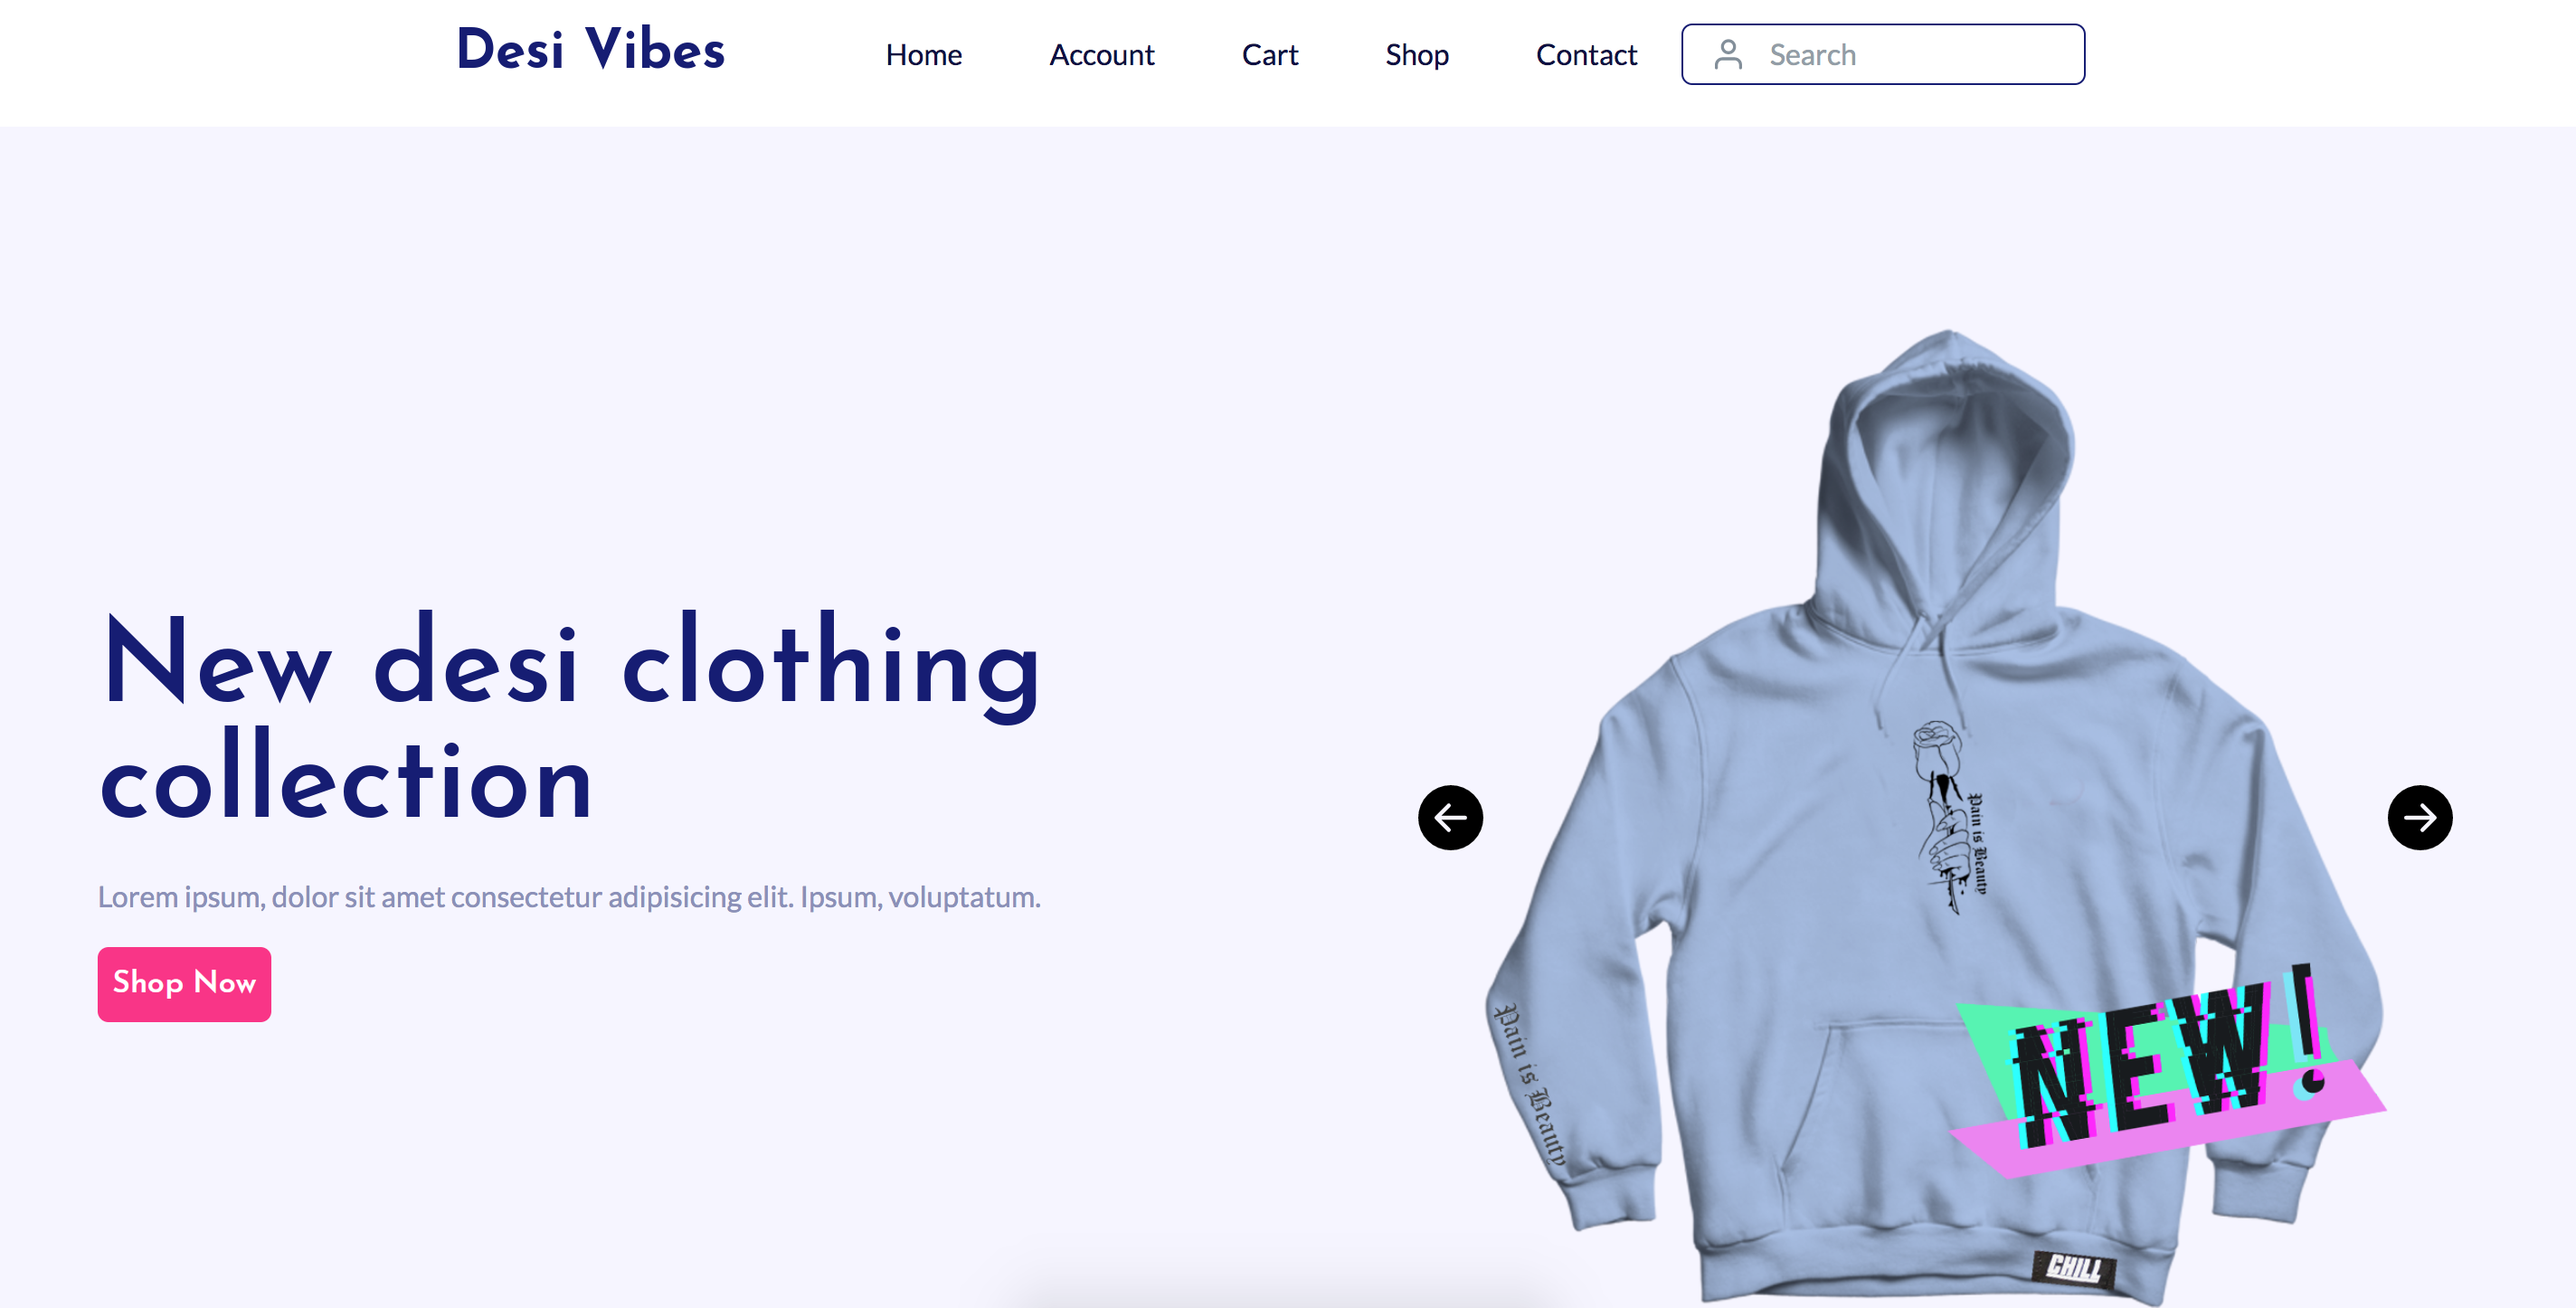 Desi Vibes
Home
Account
Cart
Shop
Contact
Search
New desi clothing
collection
Lorem ipsum, dolor sit amet consectetur adipisicing elit. Ipsum, voluptatum.
Shop Now
Pain is Beauty
Pain is Beauty
NEW!
CHILL